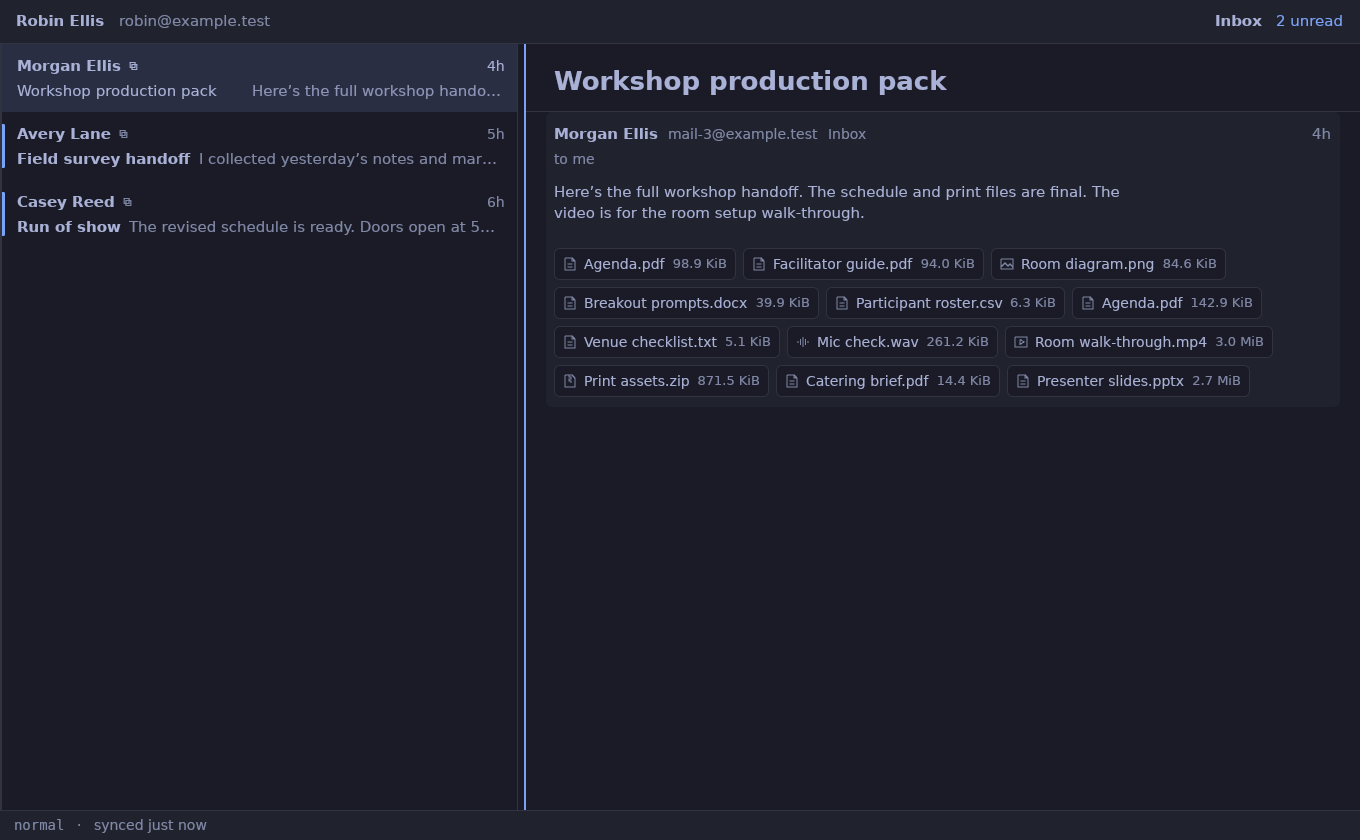 Robin Ellis robin@example.test Inbox 2 unread
Morgan Ellis 4h
Workshop production pack Here’s the full workshop hando…
Avery Lane 5h
Field survey handoff I collected yesterday’s notes and mar…
Casey Reed 6h
Run of show The revised schedule is ready. Doors open at 5…
Workshop production pack
Morgan Ellis mail-3@example.test Inbox 4h
to me
Here’s the full workshop handoff. The schedule and print files are final. The
video is for the room setup walk-through.
Agenda.pdf 98.9 KiB Facilitator guide.pdf 94.0 KiB Room diagram.png 84.6 KiB
Breakout prompts.docx 39.9 KiB Participant roster.csv 6.3 KiB Agenda.pdf 142.9 KiB
Venue checklist.txt 5.1 KiB Mic check.wav 261.2 KiB Room walk-through.mp4 3.0 MiB
Print assets.zip 871.5 KiB Catering brief.pdf 14.4 KiB Presenter slides.pptx 2.7 MiB
normal · synced just now